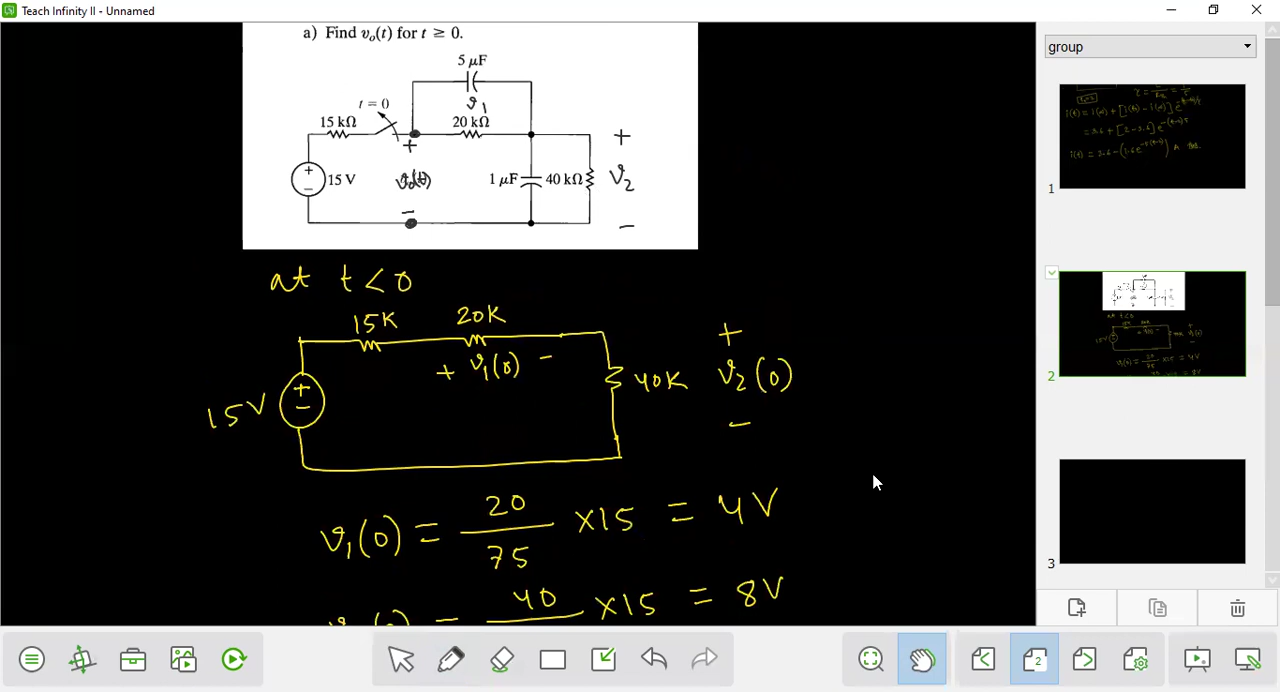 Teach Infinity II - Unnamed
a) Find vₒ(t) for t ≥ 0.
5 μF
v₁
t = 0
15 kΩ
20 kΩ
+
+
+
15 V
vₒ(t)
1 μF
40 kΩ
v₂
−
−
−
at t<0
15K
20K
+ v₁(0) −
+
15V
+
−
40K
v₂(0)
−
v₁(0) = 20/75 ×15 = 4V
40 ×15 = 8V
group
1
2
3
2